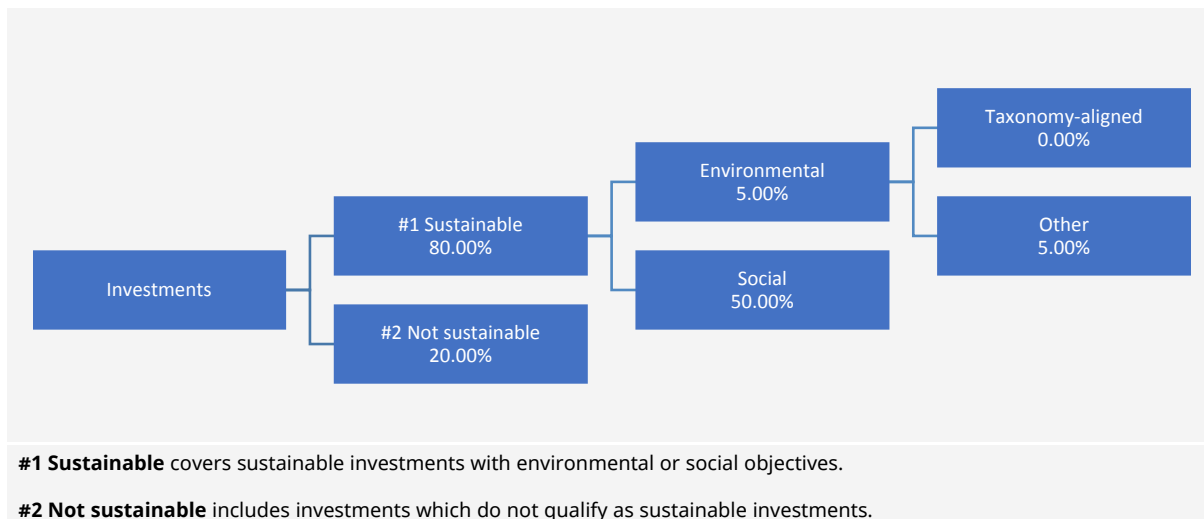 Investments
#1 Sustainable
80.00%
#2 Not sustainable
20.00%
Environmental
5.00%
Social
50.00%
Taxonomy-aligned
0.00%
Other
5.00%
#1 Sustainable covers sustainable investments with environmental or social objectives.
#2 Not sustainable includes investments which do not qualify as sustainable investments.